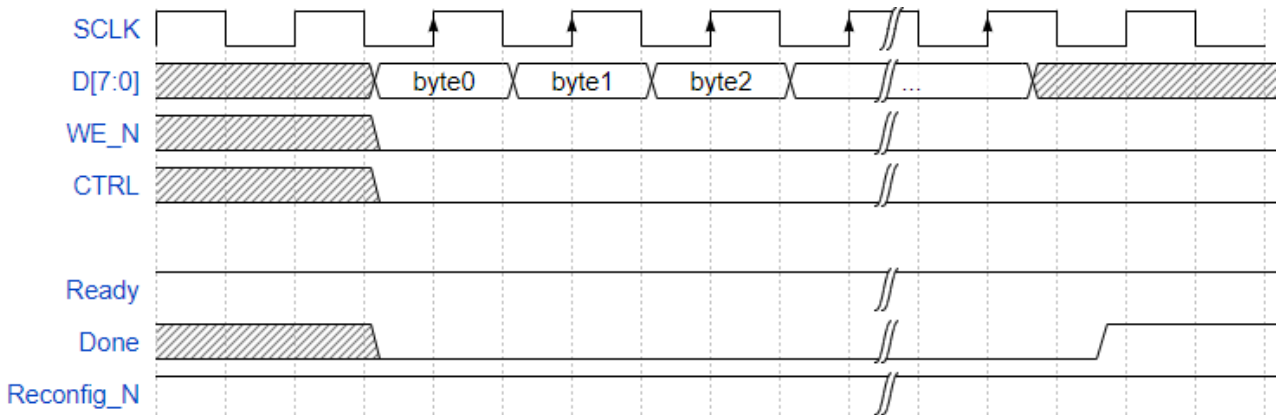 SCLK
D[7:0] byte0 byte1 byte2 ...
WE_N
CTRL
Ready
Done
Reconfig_N